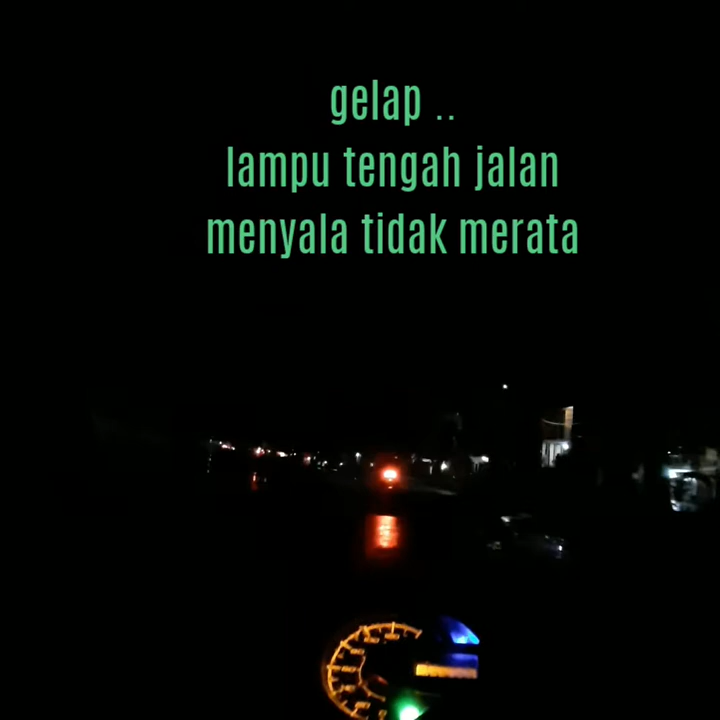 gelap ..
lampu tengah jalan
menyala tidak merata